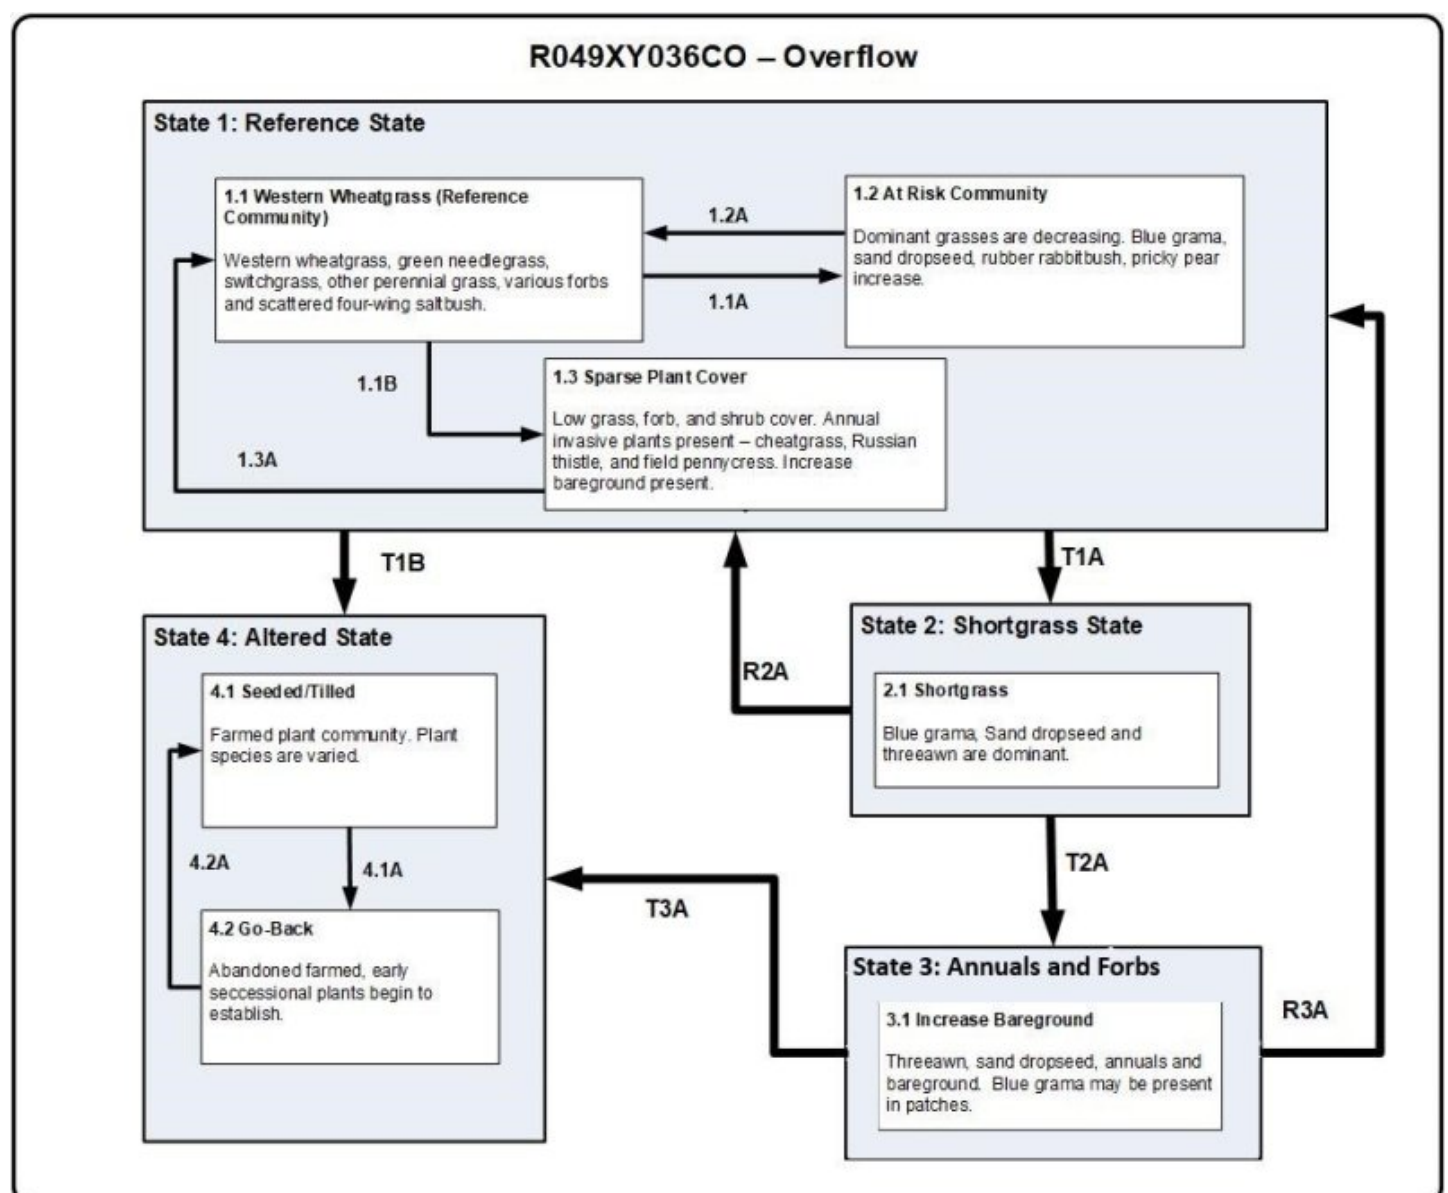 R049XY036CO – Overflow
State 1: Reference State
1.1 Western Wheatgrass (Reference
Community)
Western wheatgrass, green needlegrass,
switchgrass, other perennial grass, various forbs
and scattered four-wing saltbush.
1.2A
1.1A
1.2 At Risk Community
Dominant grasses are decreasing. Blue grama,
sand dropseed, rubber rabbitbush, pricky pear
increase.
1.1B
1.3 Sparse Plant Cover
Low grass, forb, and shrub cover. Annual
invasive plants present – cheatgrass, Russian
thistle, and field pennycress. Increase
bareground present.
1.3A
T1B
T1A
State 4: Altered State
4.1 Seeded/Tilled
Farmed plant community. Plant
species are varied.
4.2A
4.1A
4.2 Go-Back
Abandoned farmed, early
seccessional plants begin to
establish.
R2A
State 2: Shortgrass State
2.1 Shortgrass
Blue grama, Sand dropseed and
threeawn are dominant.
T2A
T3A
State 3: Annuals and Forbs
3.1 Increase Bareground
Threeawn, sand dropseed, annuals and
bareground. Blue grama may be present
in patches.
R3A